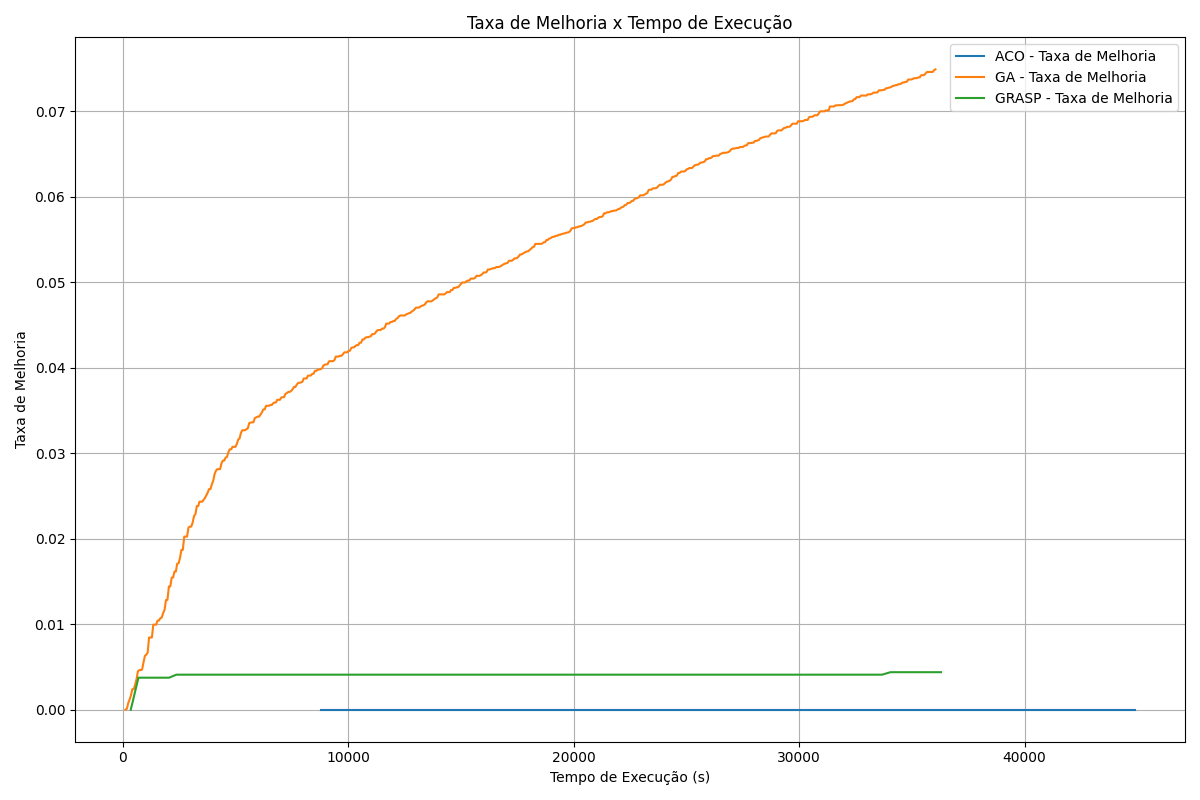 Taxa de Melhoria x Tempo de Execução
ACO - Taxa de Melhoria
GA - Taxa de Melhoria
GRASP - Taxa de Melhoria
Taxa de Melhoria
0.07
0.06
0.05
0.04
0.03
0.02
0.01
0.00
0
10000
20000
30000
40000
Tempo de Execução (s)